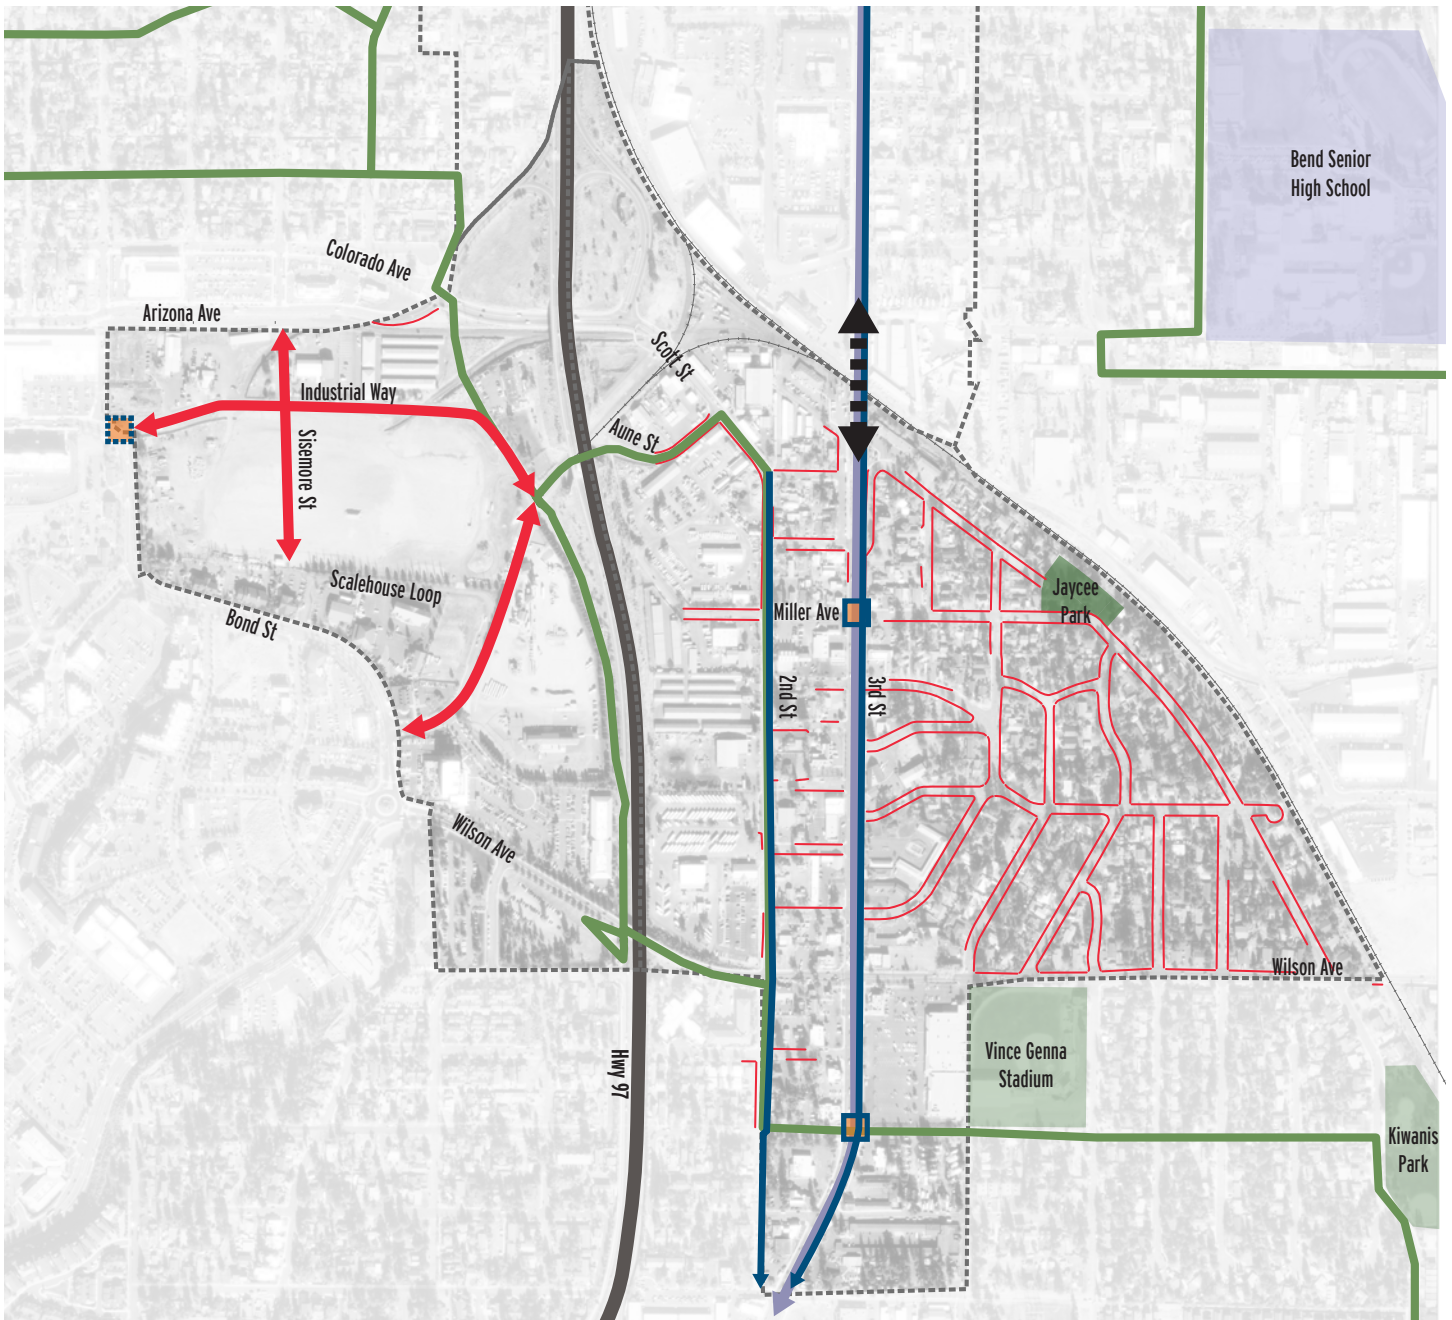 Bend Senior
High School
Colorado Ave
Arizona Ave
Scott St
Industrial Way
Aune St
Sisemore St
Scalehouse Loop
Jaycee
Park
Miller Ave
Bond St
2nd St
3rd St
Wilson Ave
Wilson Ave
Vince Genna
Stadium
Hwy 97
Kiwanis
Park